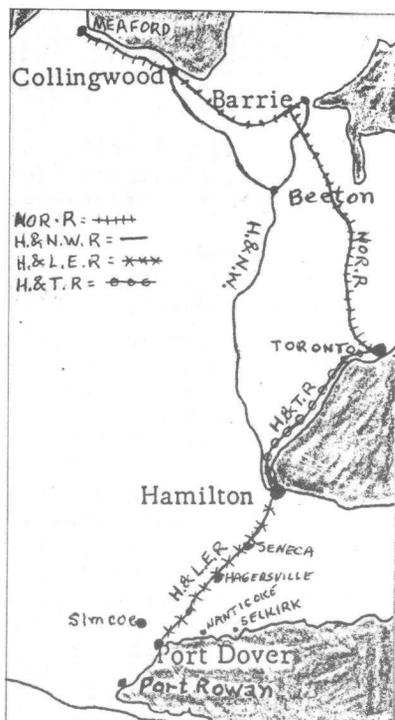 MEAFORD
Collingwood
Barrie
Beeton
NOR.R=
H.&N.W.R=
H.&L.E.R=
H.&T.R=
H.&N.W.
NOR.R
TORONTO
H&T.R
Hamilton
SENECA
H&L.E.R
HAGERSVILLE
NANTICOKE
SELKIRK
Simcoe
Port Dover
Port Rowan